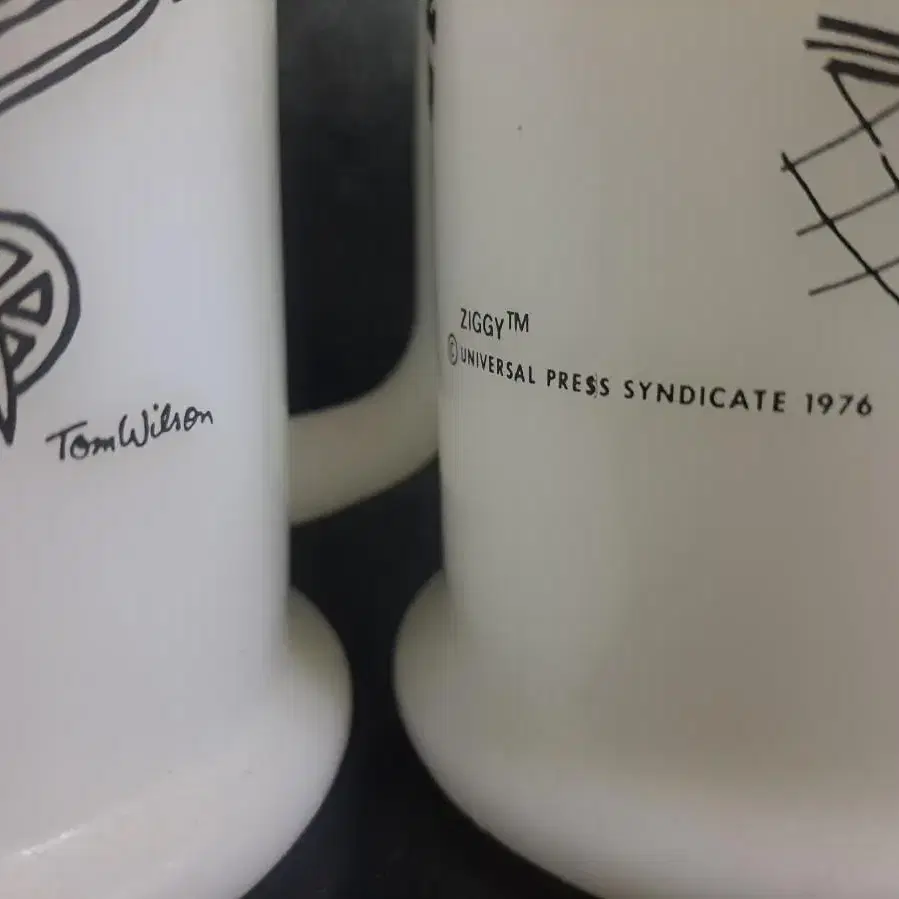 Tom Wilson
ZIGGY™
© UNIVERSAL PRESS SYNDICATE 1976